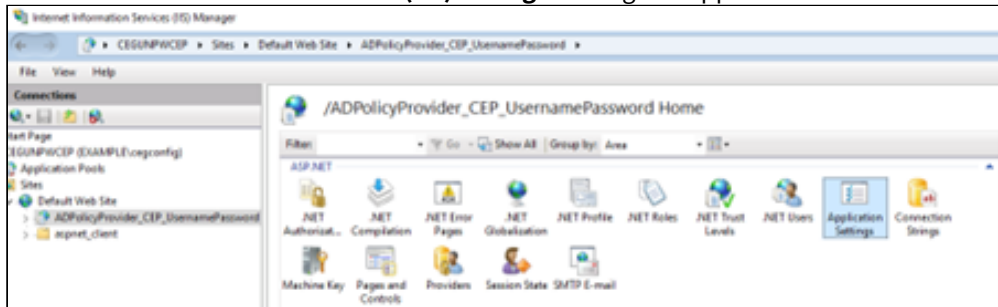 Internet Information Services (IIS) Manager
CEGUNPWCEP ▸ Sites ▸ Default Web Site ▸ ADPolicyProvider_CEP_UsernamePassword ▸
File View Help
Connections
/ADPolicyProvider_CEP_UsernamePassword Home
tart Page
Filter: Go Show All Group by: Area
CEGUNPWCEP (EXAMPLE\cegconfig)
ASP.NET
Application Pools
Sites
Default Web Site
ADPolicyProvider_CEP_UsernamePassword
aspnet_client
.NET Authorizat...
.NET Compilation
.NET Error Pages
.NET Globalization
.NET Profile
.NET Roles
.NET Trust Levels
.NET Users
Application Settings
Connection Strings
Machine Key
Pages and Controls
Providers
Session State
SMTP E-mail